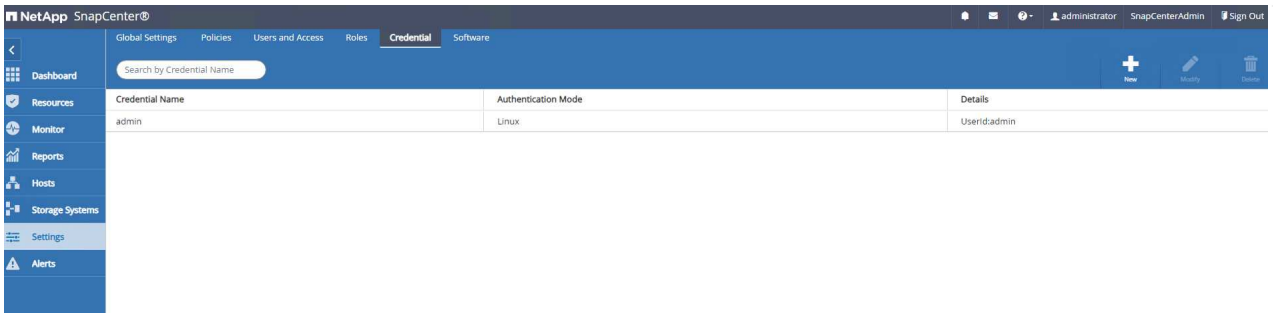 NetApp SnapCenter® administrator SnapCenterAdmin Sign Out
Global Settings Policies Users and Access Roles Credential Software
Search by Credential Name
New Modify Delete
Dashboard
Resources
Monitor
Reports
Hosts
Storage Systems
Settings
Alerts
Credential Name Authentication Mode Details
admin Linux UserId:admin